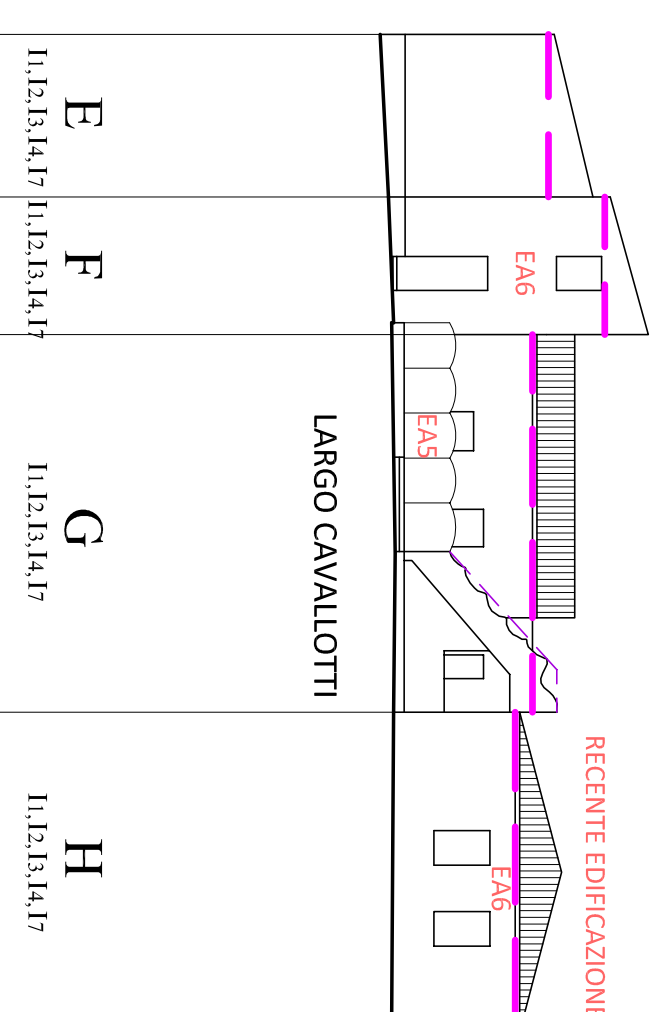 RECENTE EDIFICAZIONE
EA6
EA5
EA6
LARGO CAVALLOTTI
E
F
G
H
I1,I2,I3,I4,I7
I1,I2,I3,I4,I7
I1,I2,I3,I4,I7
I1,I2,I3,I4,I7